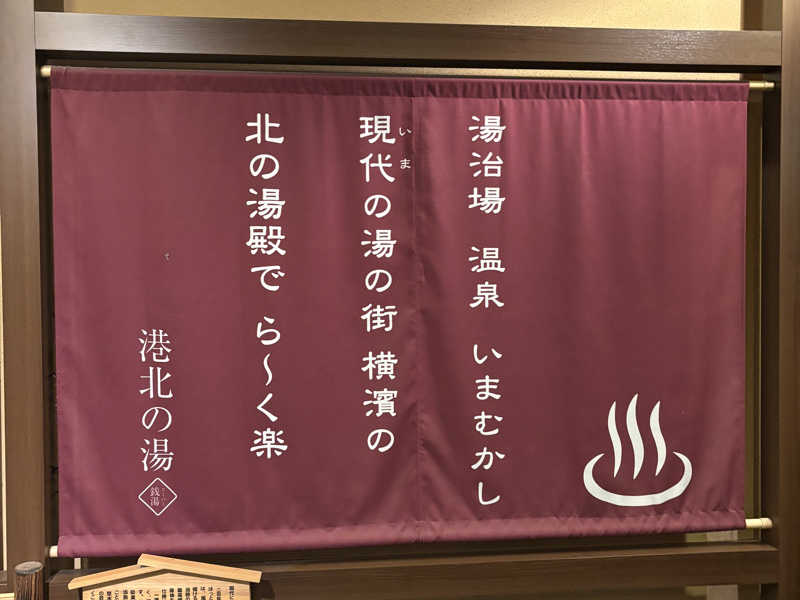 湯治場 温泉 いまむかし
現代の湯の街 横濱の
いま
北の湯殿で ら〜く楽
港北の湯
銭湯